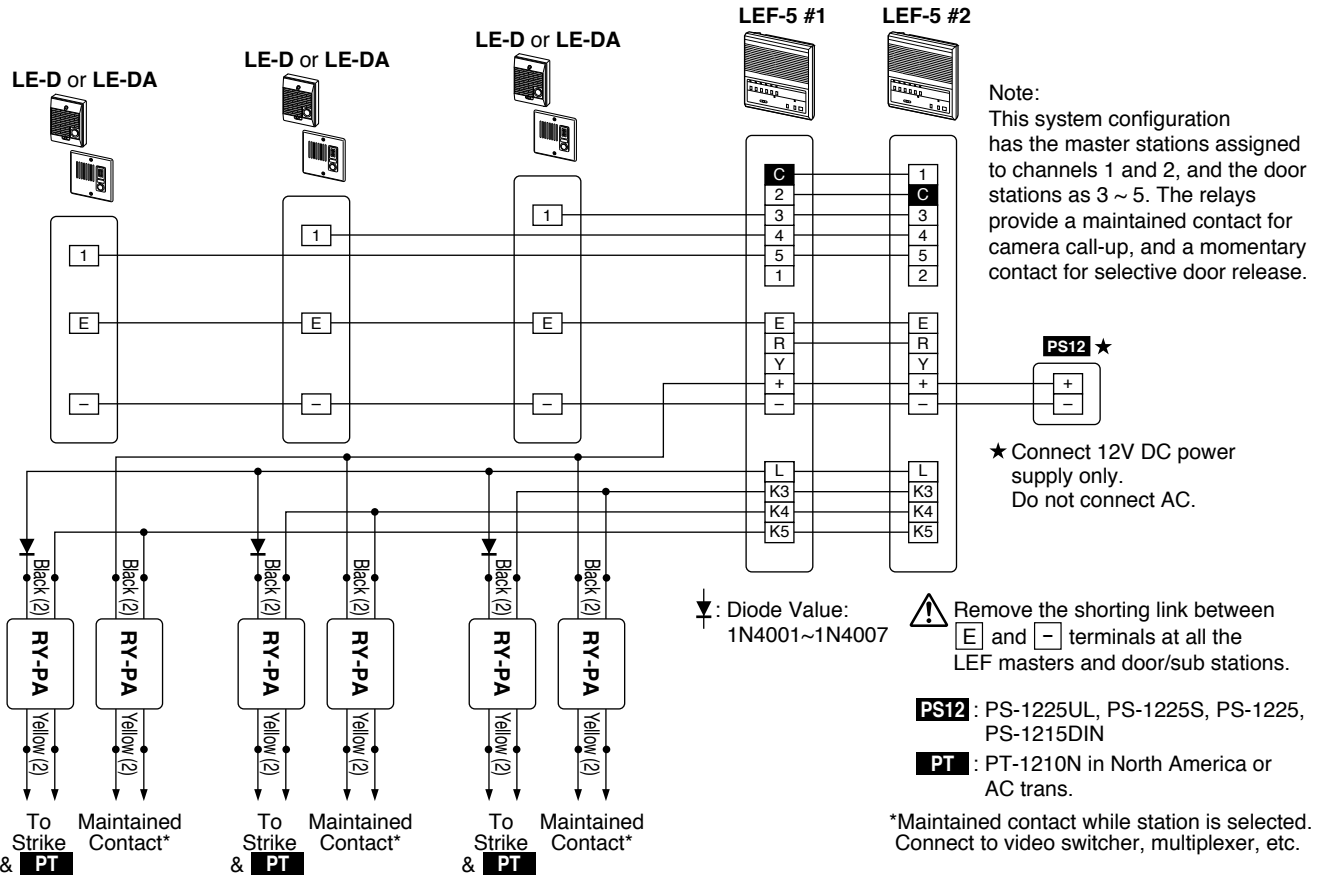 LEF-5 #1
LEF-5 #2
LE-D or LE-DA
LE-D or LE-DA
LE-D or LE-DA
Note:
This system configuration
has the master stations assigned
to channels 1 and 2, and the door
stations as 3 ~ 5. The relays
provide a maintained contact for
camera call-up, and a momentary
contact for selective door release.
1
E
–
1
E
–
1
E
–
C
2
3
4
5
1
E
R
Y
+
–
L
K3
K4
K5
1
C
3
4
5
2
E
R
Y
+
–
L
K3
K4
K5
PS12 ★
+
–
★ Connect 12V DC power
supply only.
Do not connect AC.
: Diode Value:
1N4001~1N4007
Remove the shorting link between
E and – terminals at all the
LEF masters and door/sub stations.
PS12 : PS-1225UL, PS-1225S, PS-1225,
PS-1215DIN
PT : PT-1210N in North America or
AC trans.
*Maintained contact while station is selected.
Connect to video switcher, multiplexer, etc.
Black (2)
RY-PA
Yellow (2)
To
Strike
& PT
Black (2)
RY-PA
Yellow (2)
Maintained
Contact*
Black (2)
RY-PA
Yellow (2)
To
Strike
& PT
Black (2)
RY-PA
Yellow (2)
Maintained
Contact*
Black (2)
RY-PA
Yellow (2)
To
Strike
& PT
Black (2)
RY-PA
Yellow (2)
Maintained
Contact*